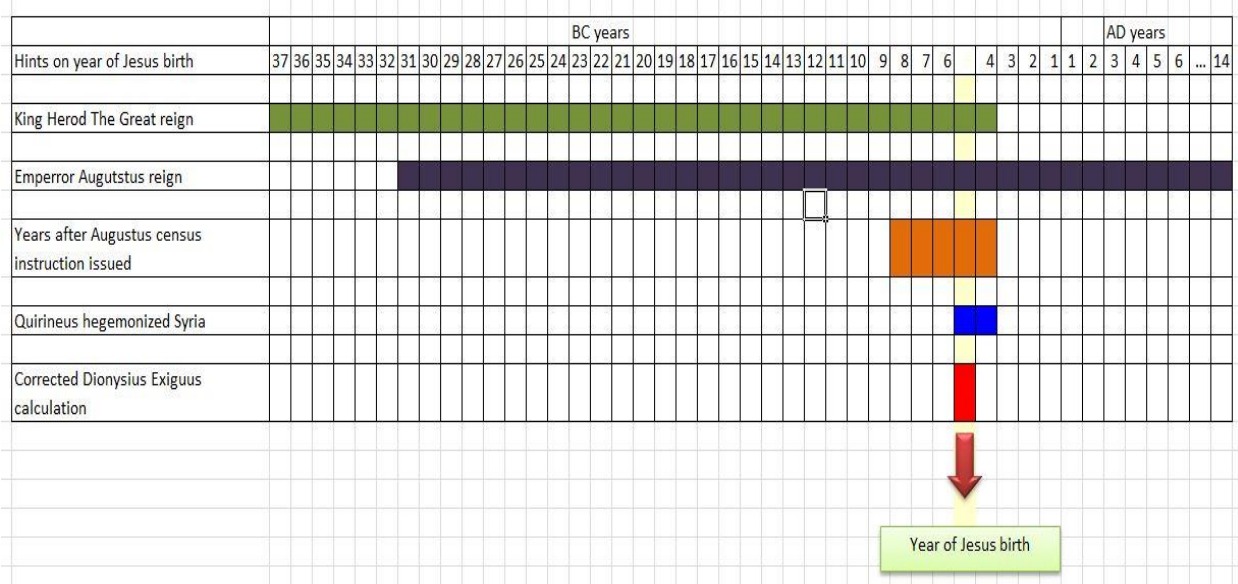 BC years AD years
Hints on year of Jesus birth 37 36 35 34 33 32 31 30 29 28 27 26 25 24 23 22 21 20 19 18 17 16 15 14 13 12 11 10 9 8 7 6 4 3 2 1 1 2 3 4 5 6 ... 14
King Herod The Great reign
Emperror Augutstus reign
Years after Augustus census
instruction issued
Quirineus hegemonized Syria
Corrected Dionysius Exiguus
calculation
Year of Jesus birth